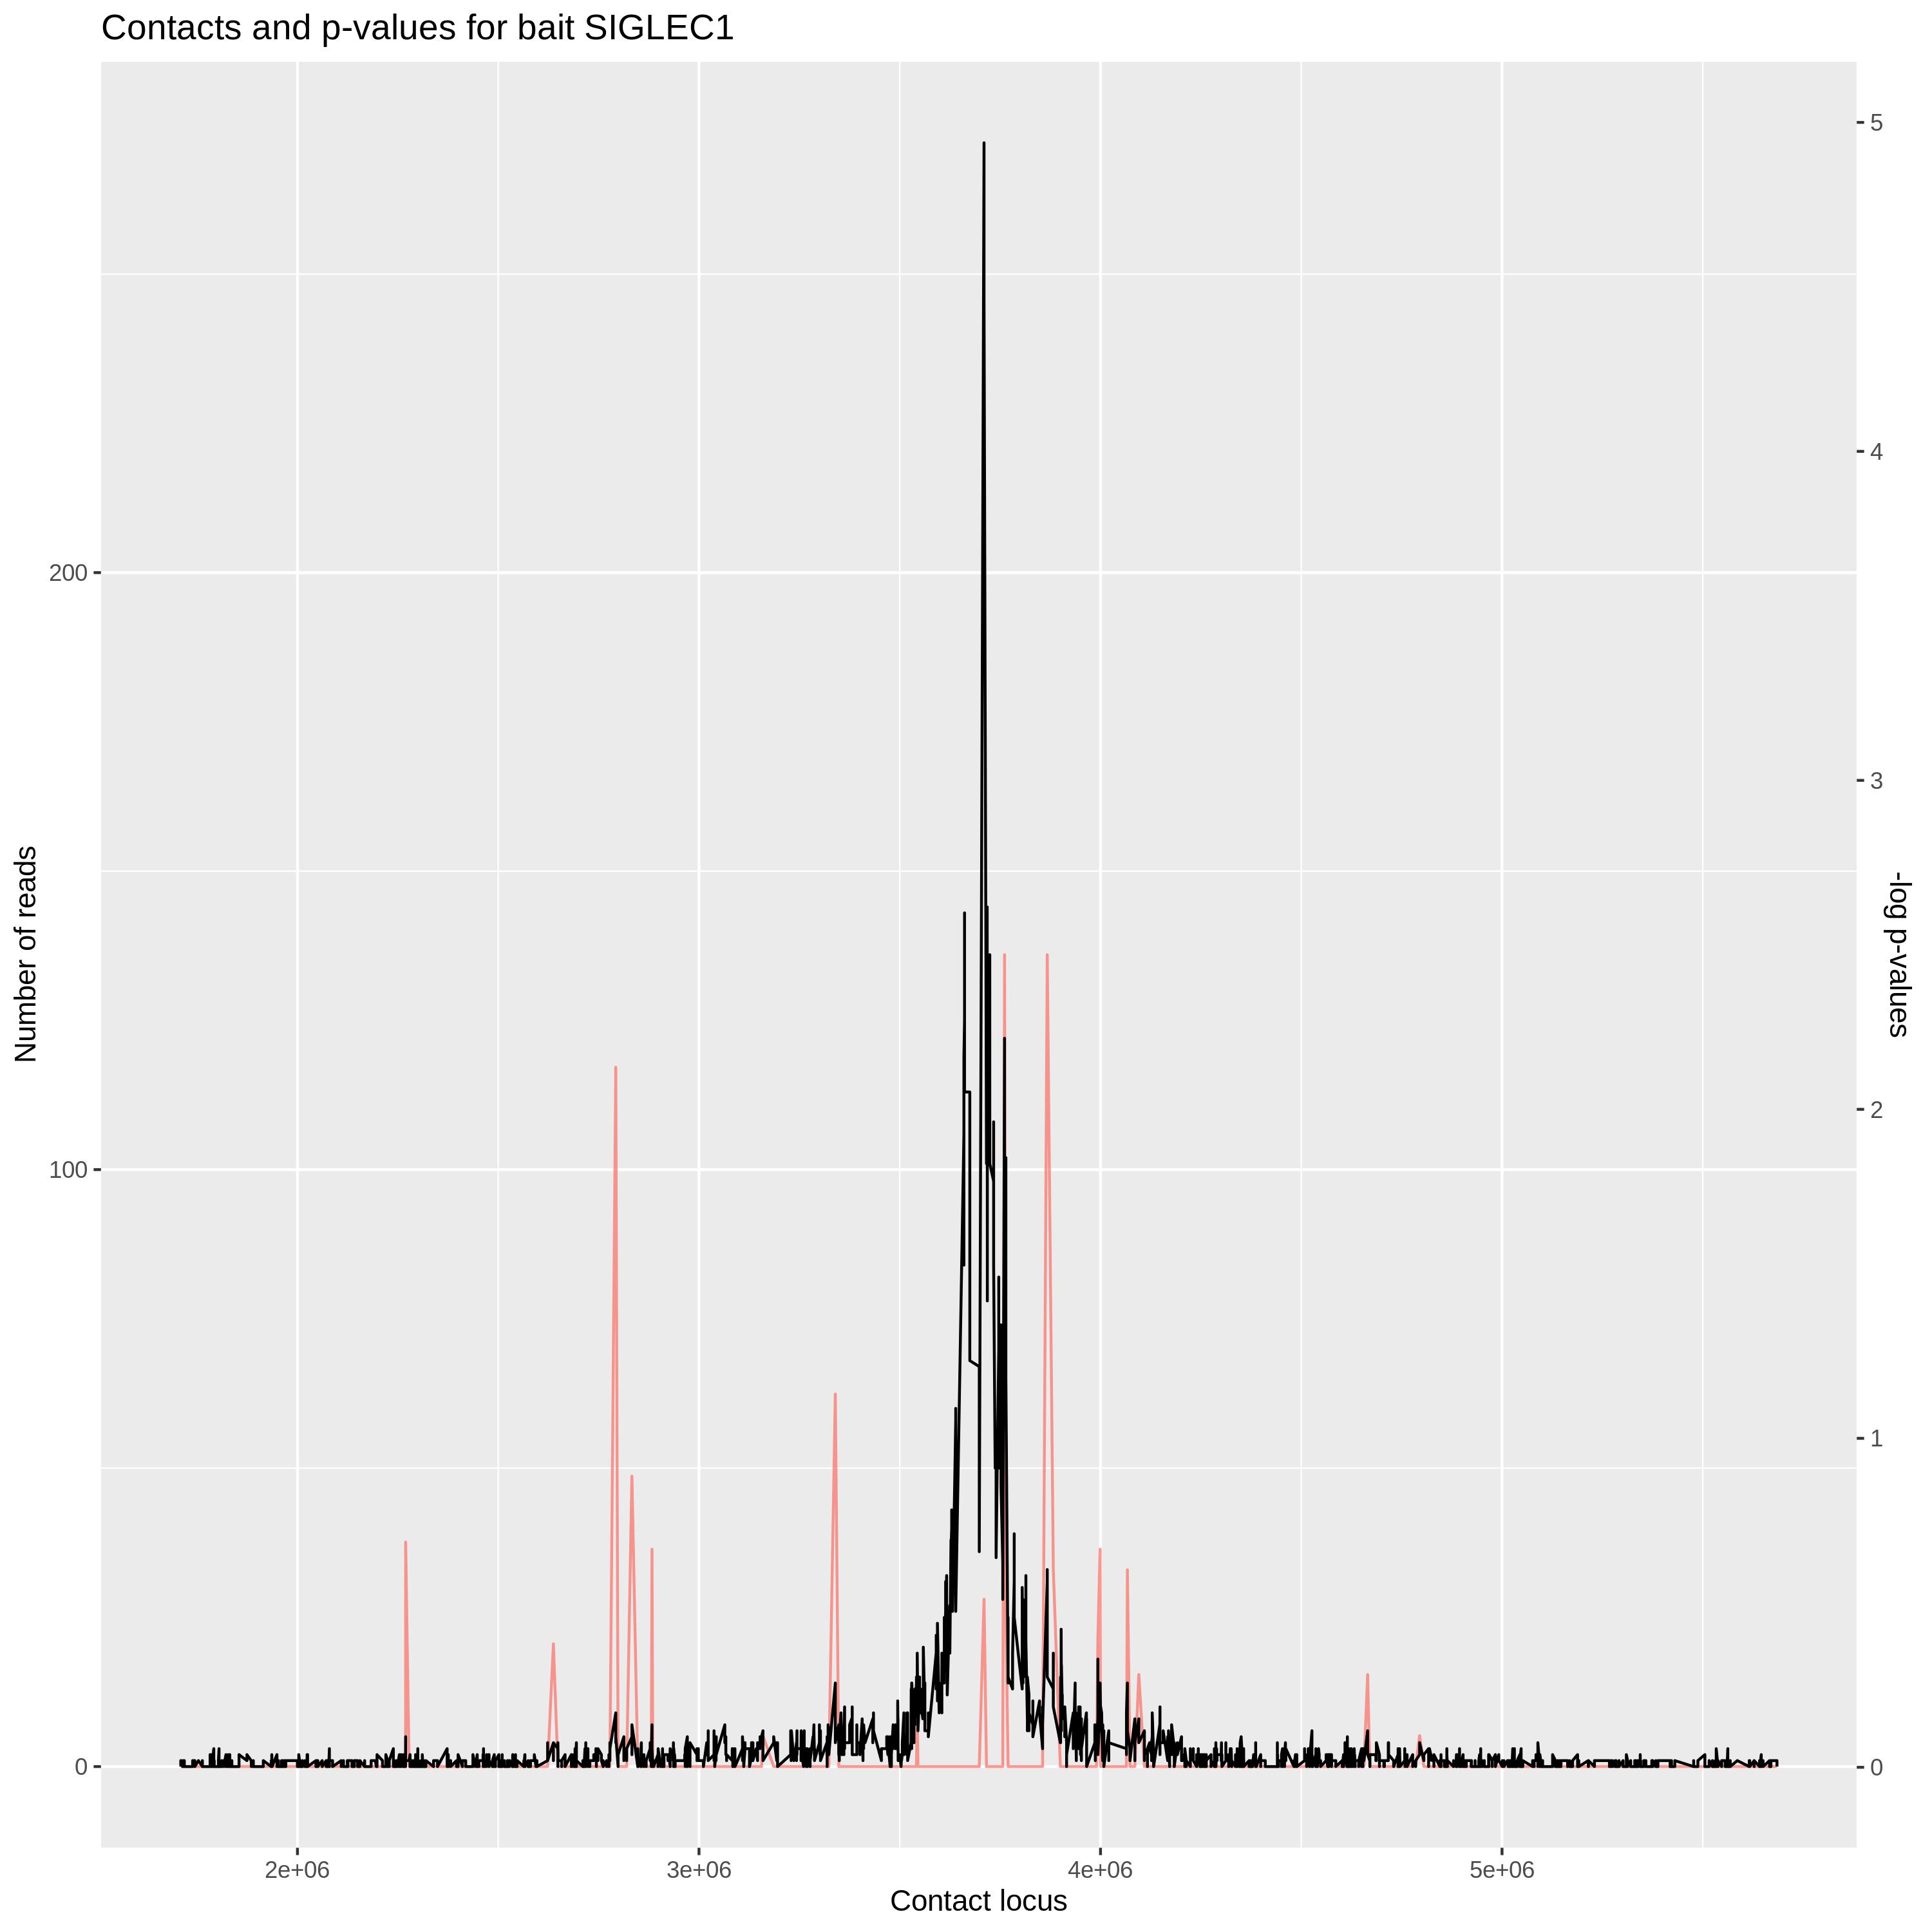 Contacts and p-values for bait SIGLEC1
Number of reads
200
100
0
5
4
3
2
1
0
-log p-values
2e+06
3e+06
4e+06
5e+06
Contact locus